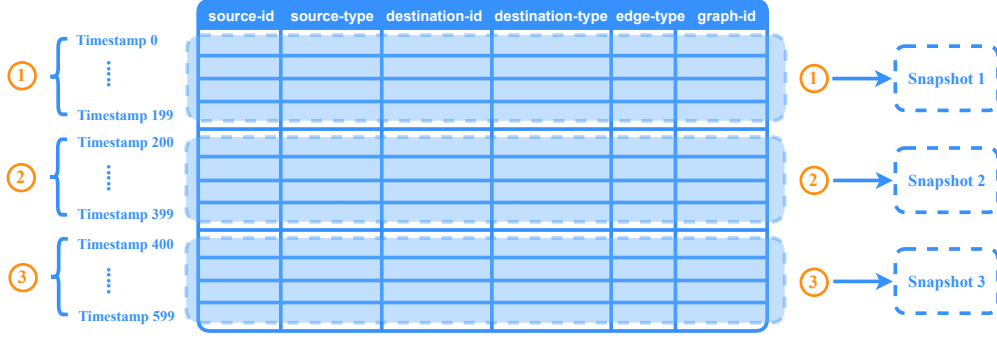 source-id source-type destination-id destination-type edge-type graph-id
Timestamp 0
1
Timestamp 199
1
Snapshot 1
Timestamp 200
2
Timestamp 399
2
Snapshot 2
Timestamp 400
3
Timestamp 599
3
Snapshot 3